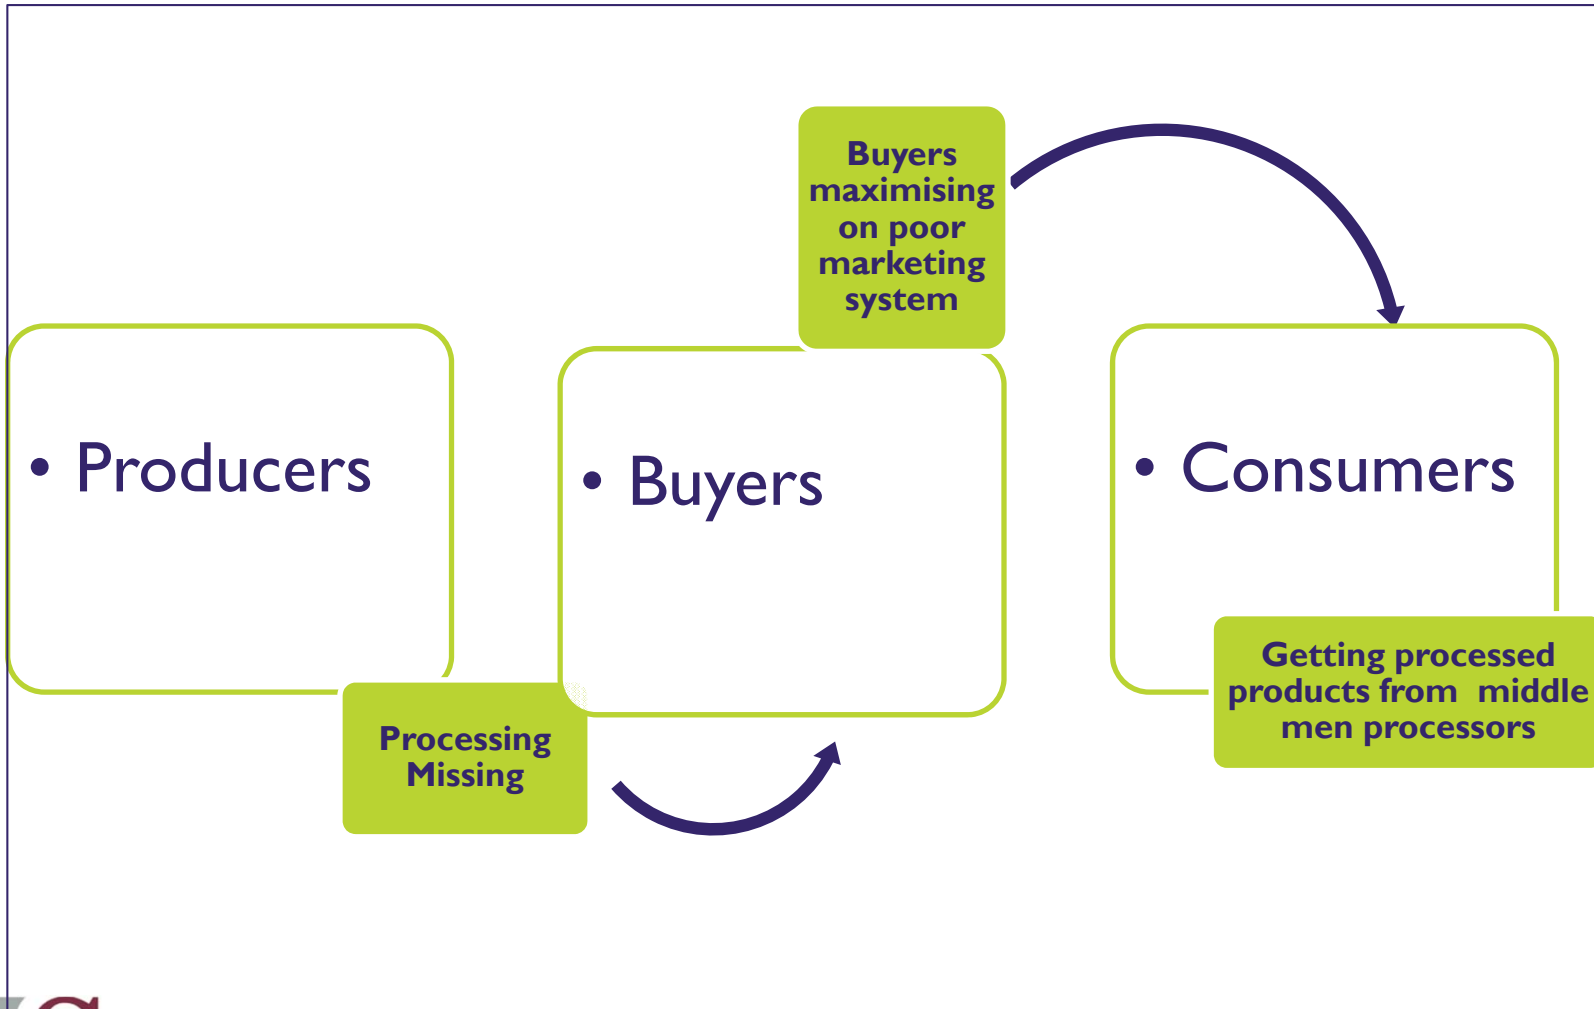 • Producers
Processing
Missing
Buyers
maximising
on poor
marketing
system
• Buyers
• Consumers
Getting processed
products from  middle
men processors